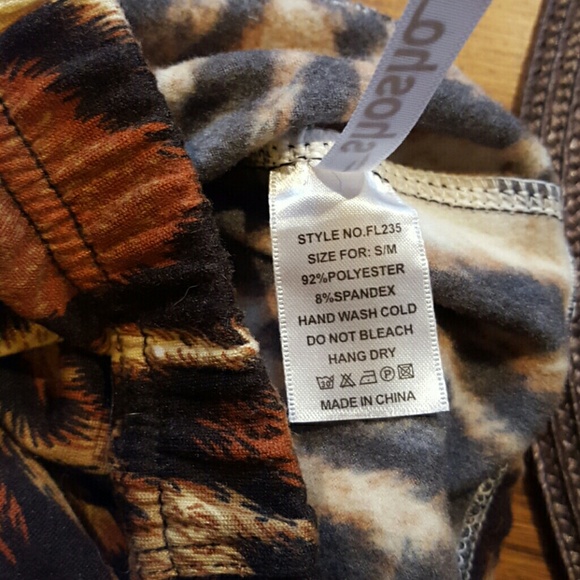 STYLE NO.FL235
SIZE FOR: S/M
92%POLYESTER
8%SPANDEX
HAND WASH COLD
DO NOT BLEACH
HANG DRY
MADE IN CHINA